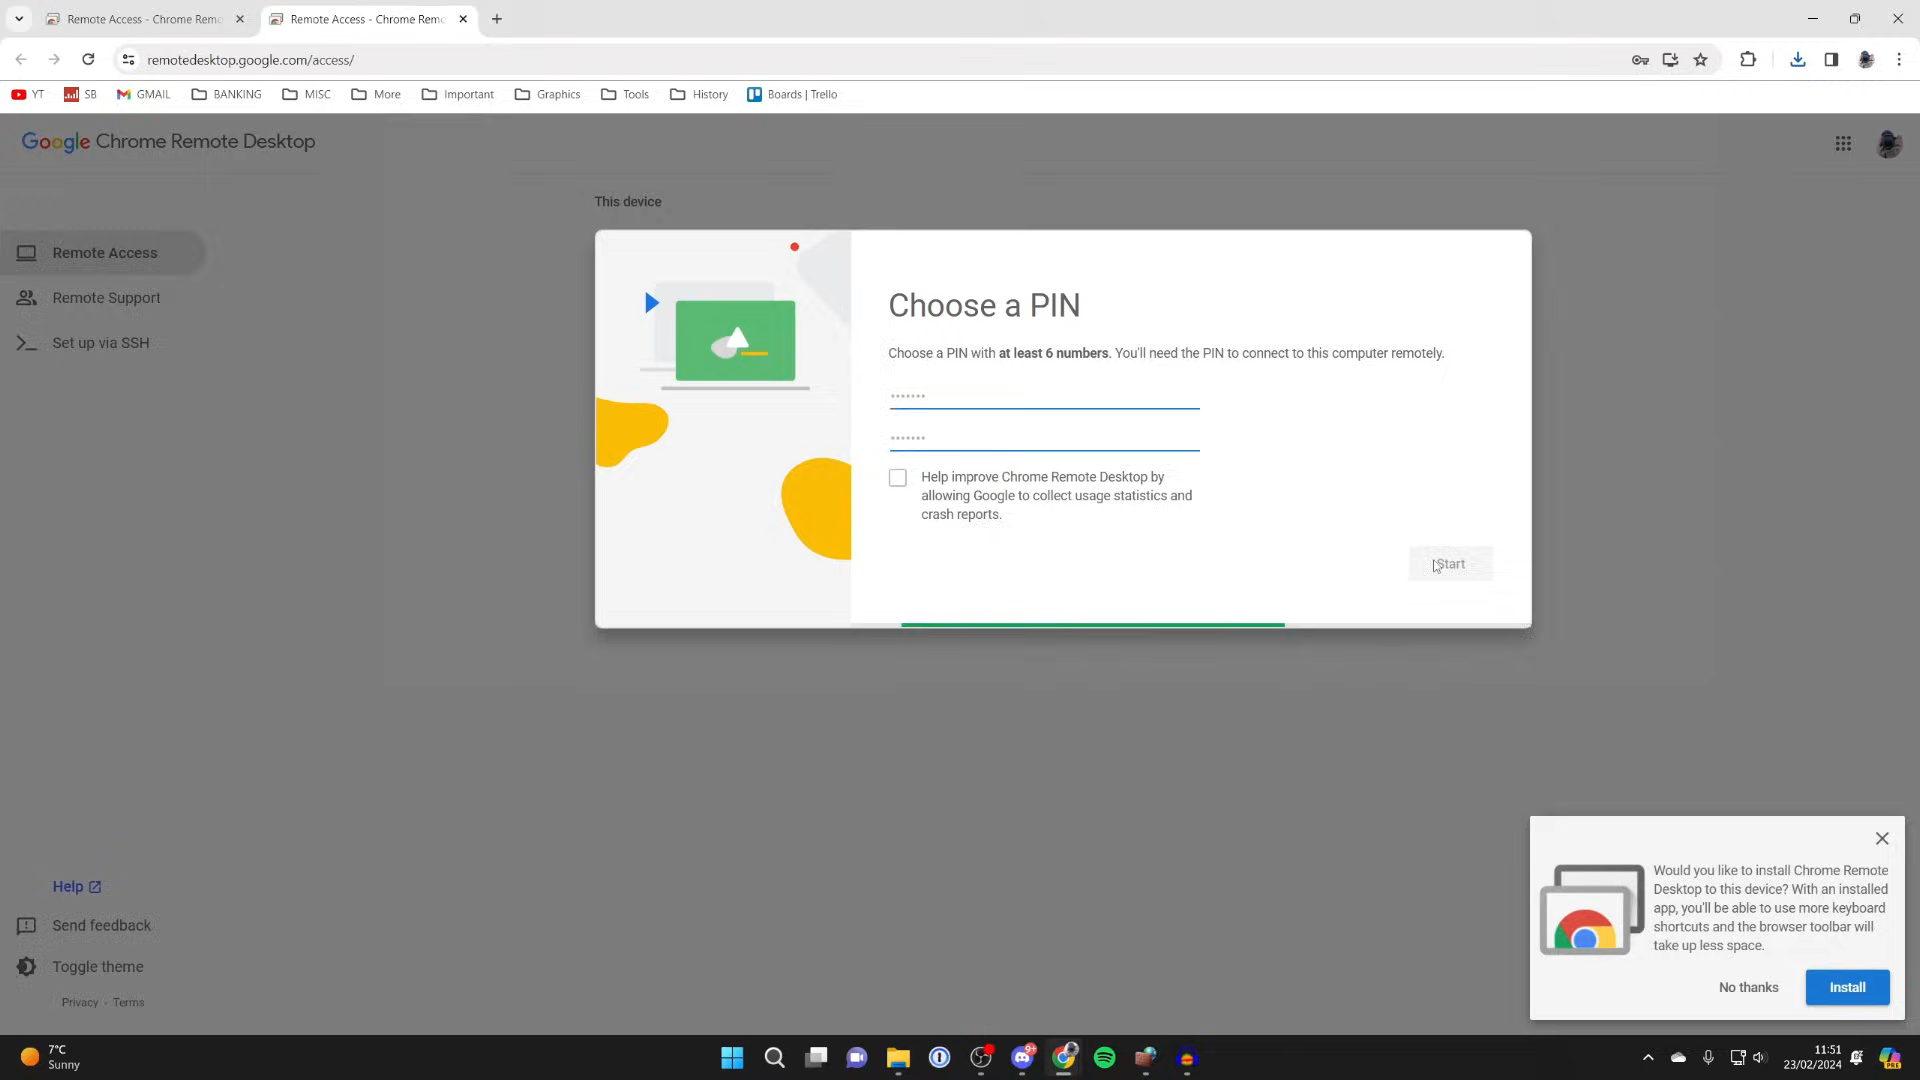 Remote Access - Chrome Remo
Remote Access - Chrome Remo
remotedesktop.google.com/access/
YT
SB
GMAIL
BANKING
MISC
More
Important
Graphics
Tools
History
Boards | Trello
Google Chrome Remote Desktop
This device
Remote Access
Remote Support
Set up via SSH
Choose a PIN
Choose a PIN with at least 6 numbers. You'll need the PIN to connect to this computer remotely.
•••••••
•••••••
Help improve Chrome Remote Desktop by
allowing Google to collect usage statistics and
crash reports.
Start
Would you like to install Chrome Remote
Desktop to this device? With an installed
app, you'll be able to use more keyboard
shortcuts and the browser toolbar will
take up less space.
No thanks
Install
Help
Send feedback
Toggle theme
Privacy • Terms
7°C
Sunny
9+
11:51
23/02/2024
PRE